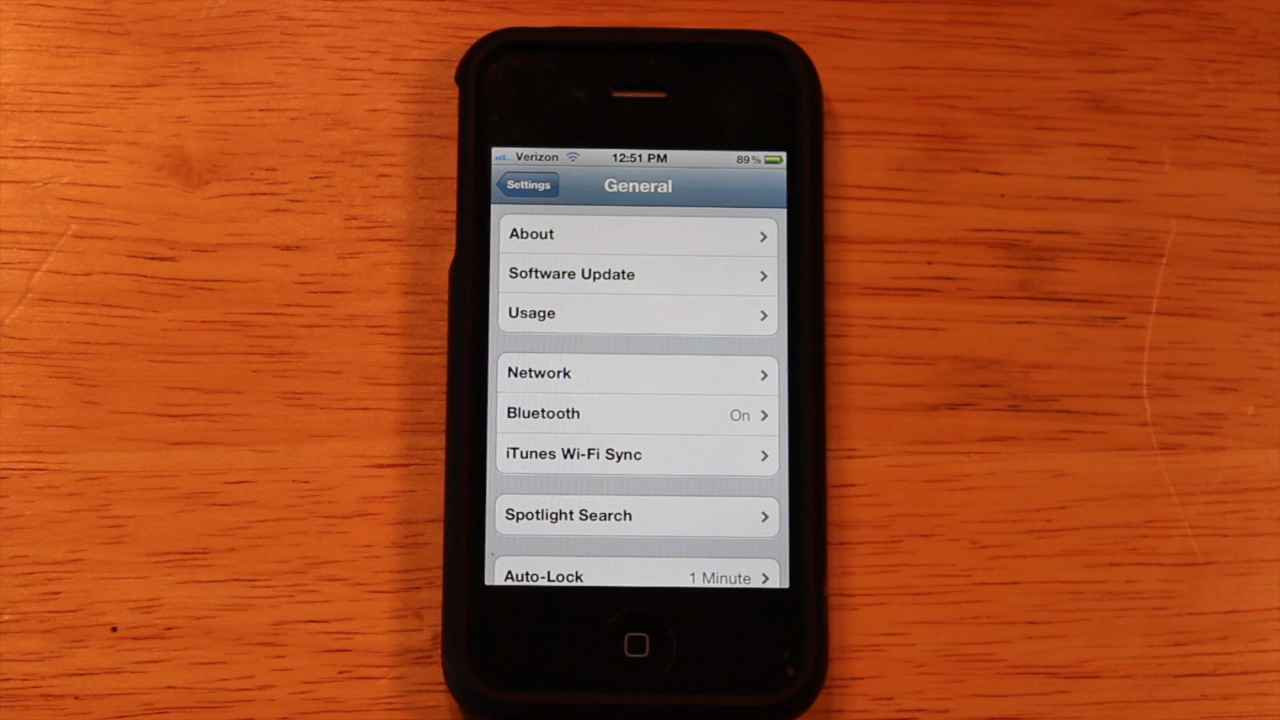 Verizon 12:51 PM 89%
Settings General
About
Software Update
Usage
Network
Bluetooth On
iTunes Wi-Fi Sync
Spotlight Search
Auto-Lock 1 Minute